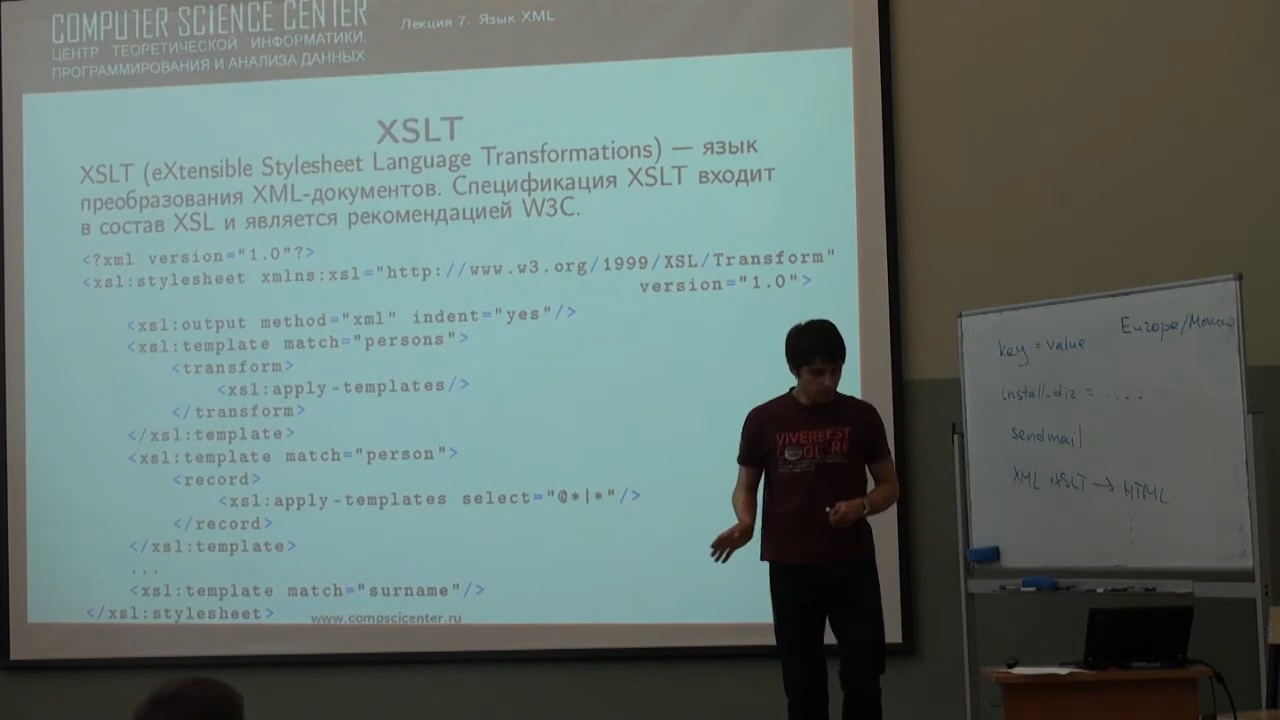 COMPUTER SCIENCE CENTER
ЦЕНТР ТЕОРЕТИЧЕСКОЙ ИНФОРМАТИКИ,
ПРОГРАММИРОВАНИЯ И АНАЛИЗА ДАННЫХ
Лекция 7. Язык XML
XSLT
XSLT (eXtensible Stylesheet Language Transformations) — язык
преобразования XML-документов. Спецификация XSLT входит
в состав XSL и является рекомендацией W3C.
<?xml version="1.0"?>
<xsl:stylesheet xmlns:xsl="http://www.w3.org/1999/XSL/Transform"
version="1.0">
<xsl:output method="xml" indent="yes"/>
<xsl:template match="persons">
<transform>
<xsl:apply-templates/>
</transform>
</xsl:template>
<xsl:template match="person">
<record>
<xsl:apply-templates select="@*|*"/>
</record>
</xsl:template>
...
<xsl:template match="surname"/>
</xsl:stylesheet>
www.compscicenter.ru
Europe/
key = value
install_diz = ....
sendmail
XML + XSLT → HTML